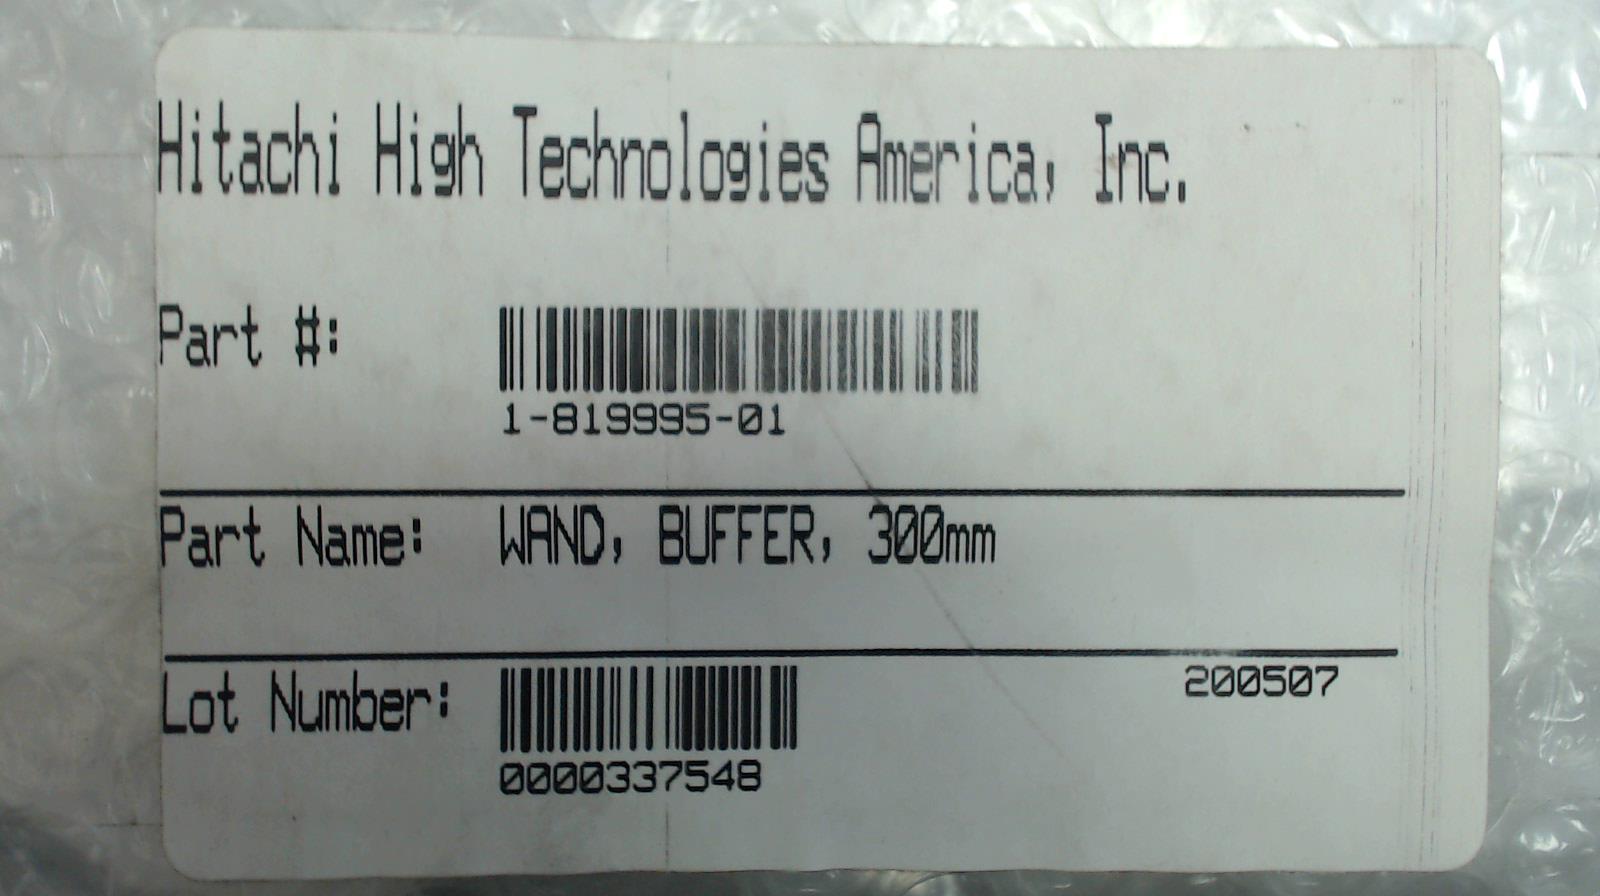 Hitachi High Technologies America, Inc.
Part #:
1-819995-01
Part Name: WAND, BUFFER, 300mm
Lot Number: 200507
0000337548